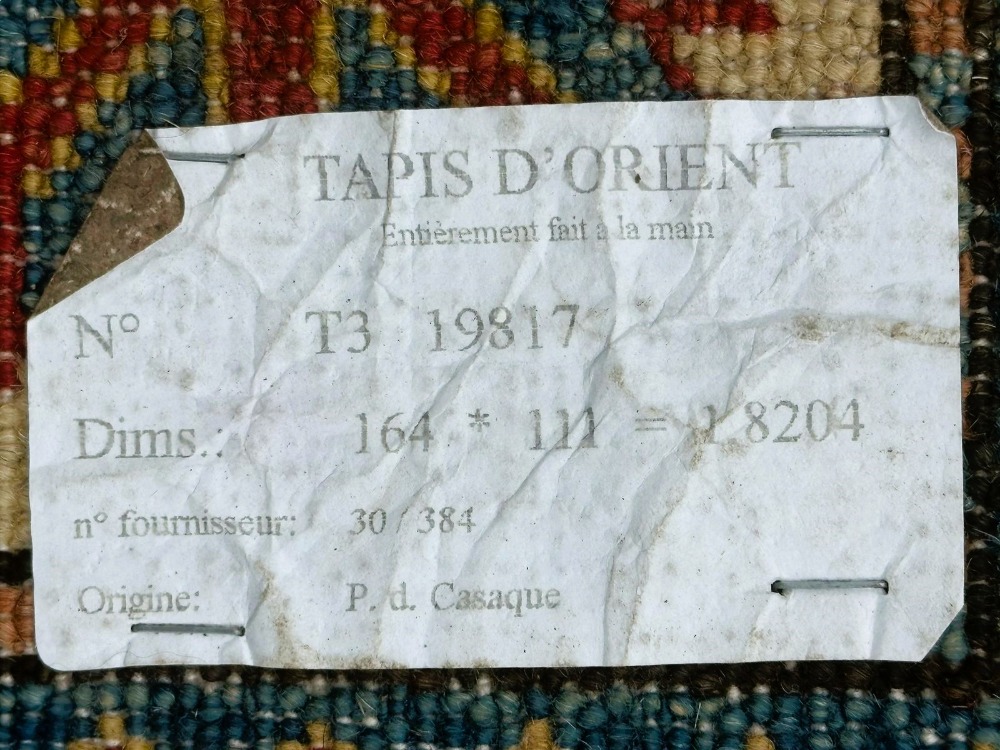 TAPIS D'ORIENT
Entièrement fait à la main
N° T3 19817
Dims.: 164 * 111 = 1.8204
n° fournisseur: 30 / 384
Origine: P. d. Casaque